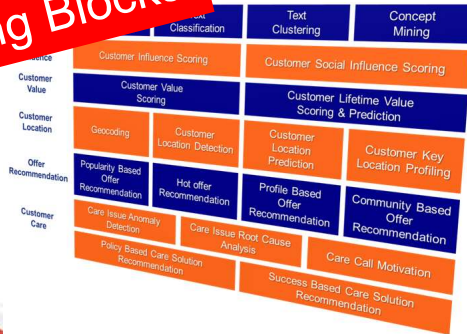 ng Blocks
Text
Classification
Text
Clustering
Concept
Mining
Customer Influence Scoring
Customer Social Influence Scoring
Customer
Value
Customer Value
Scoring
Customer Lifetime Value
Scoring & Prediction
Customer
Location
Geocoding
Customer
Location Detection
Customer
Location
Prediction
Customer Key
Location Profiling
Offer
Recommendation
Popularity Based
Offer
Recommendation
Hot offer
Recommendation
Profile Based
Offer
Recommendation
Community Based
Offer
Recommendation
Customer
Care
Care Issue Anomaly
Detection
Care Issue Root Cause
Analysis
Care Call Motivation
Policy Based Care Solution
Recommendation
Success Based Care Solution
Recommendation